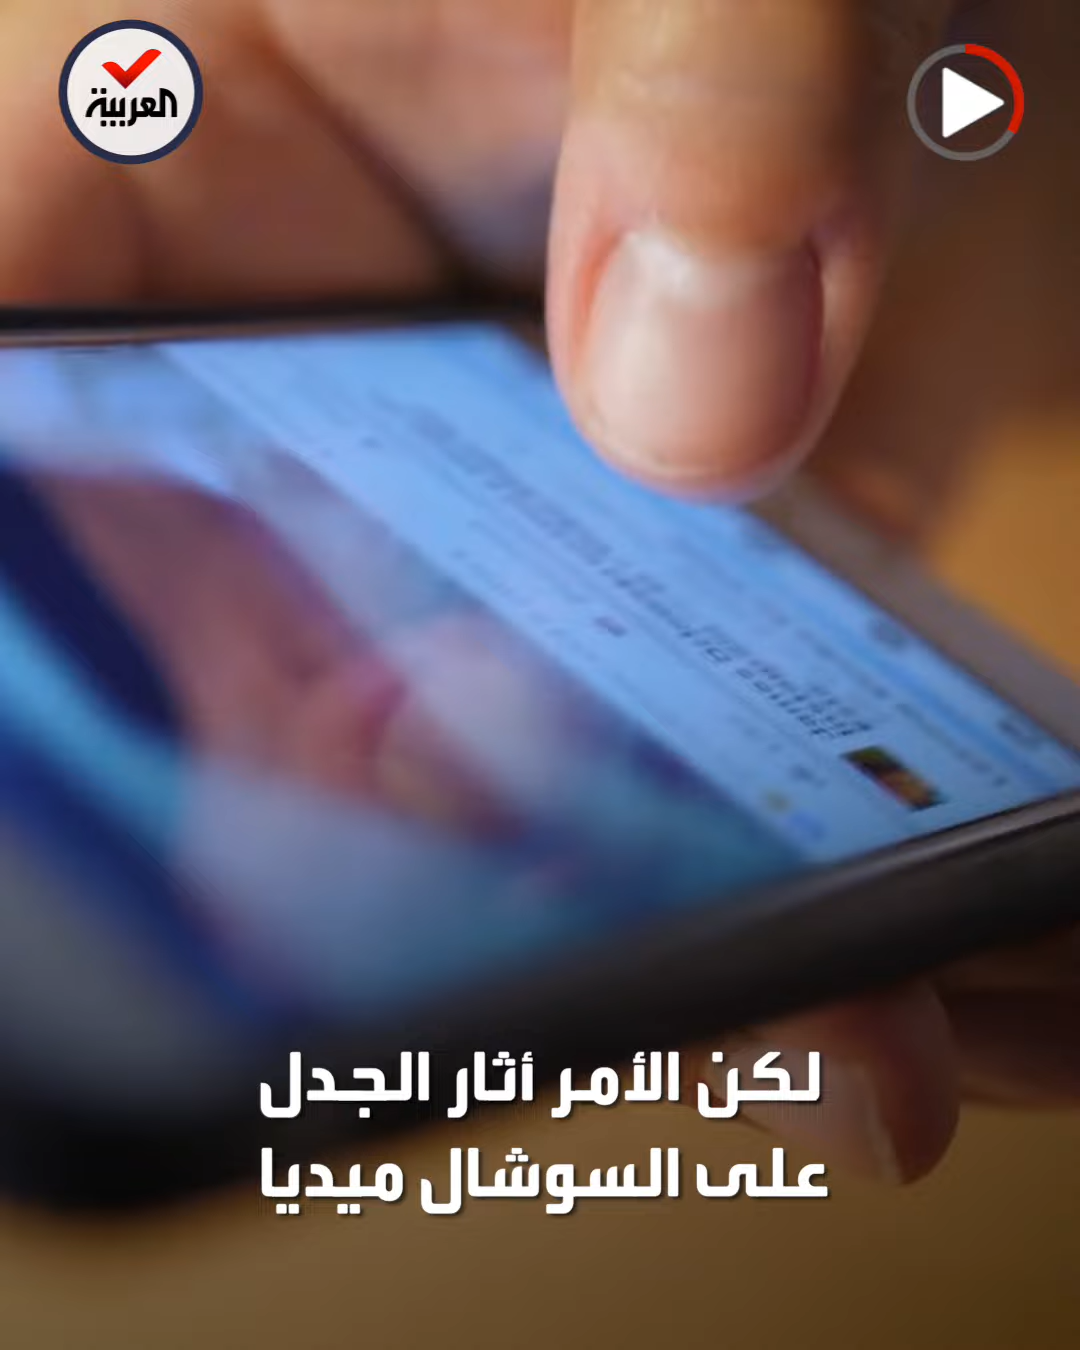 العربية
لكن الأمر أثار الجدل
على السوشال ميديا